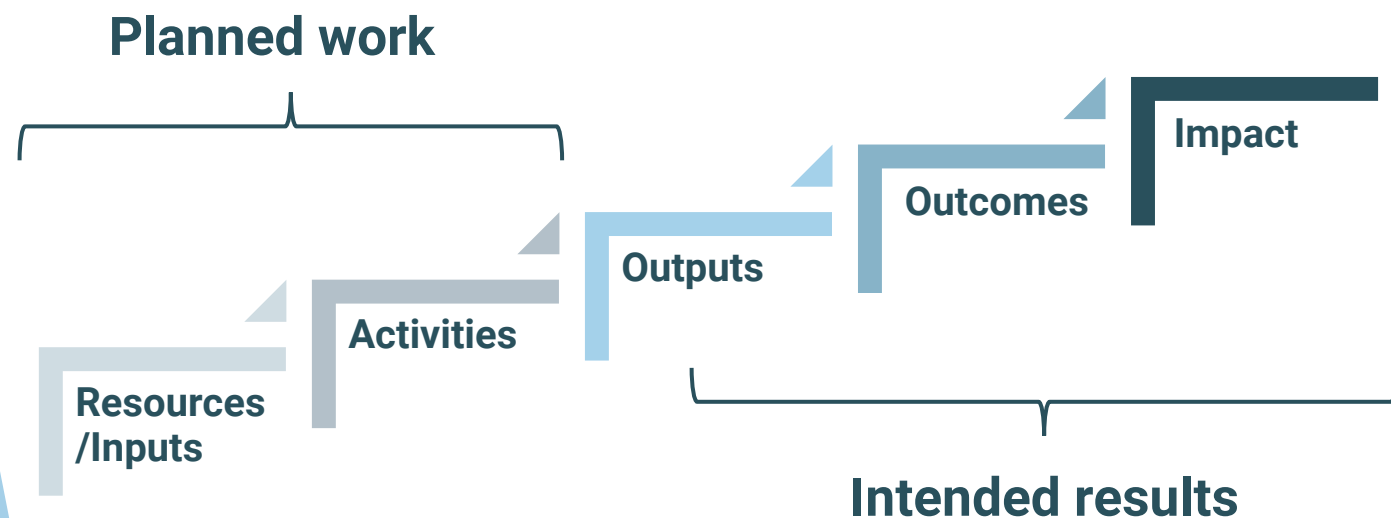 Planned work
Impact
Outcomes
Outputs
Activities
Resources
/Inputs
Intended results